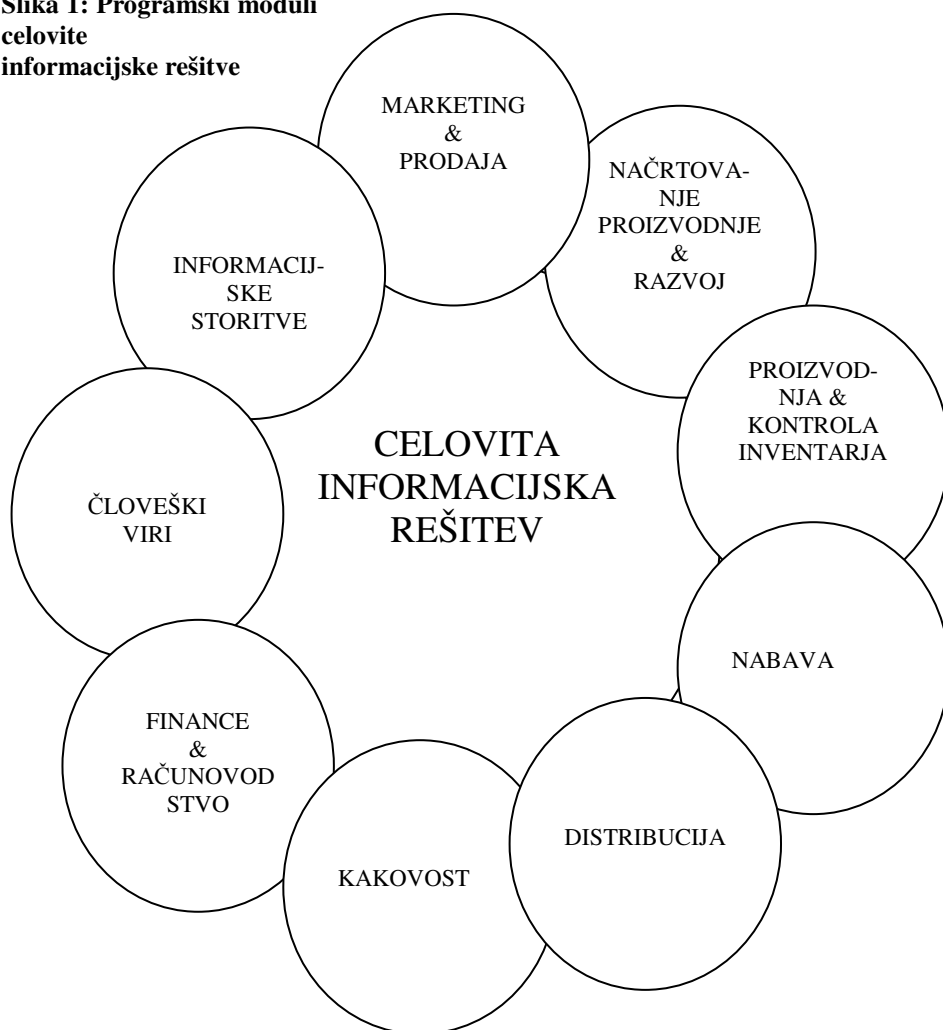 Slika 1: Programski moduli
celovite
informacijske rešitve
MARKETING
&
PRODAJA
NAČRTOVA-
NJE
PROIZVODNJE
&
RAZVOJ
INFORMACIJ-
SKE
STORITVE
PROIZVOD-
NJA &
KONTROLA
INVENTARJA
CELOVITA
INFORMACIJSKA
REŠITEV
ČLOVEŠKI
VIRI
NABAVA
FINANCE
&
RAČUNOVOD
STVO
DISTRIBUCIJA
KAKOVOST